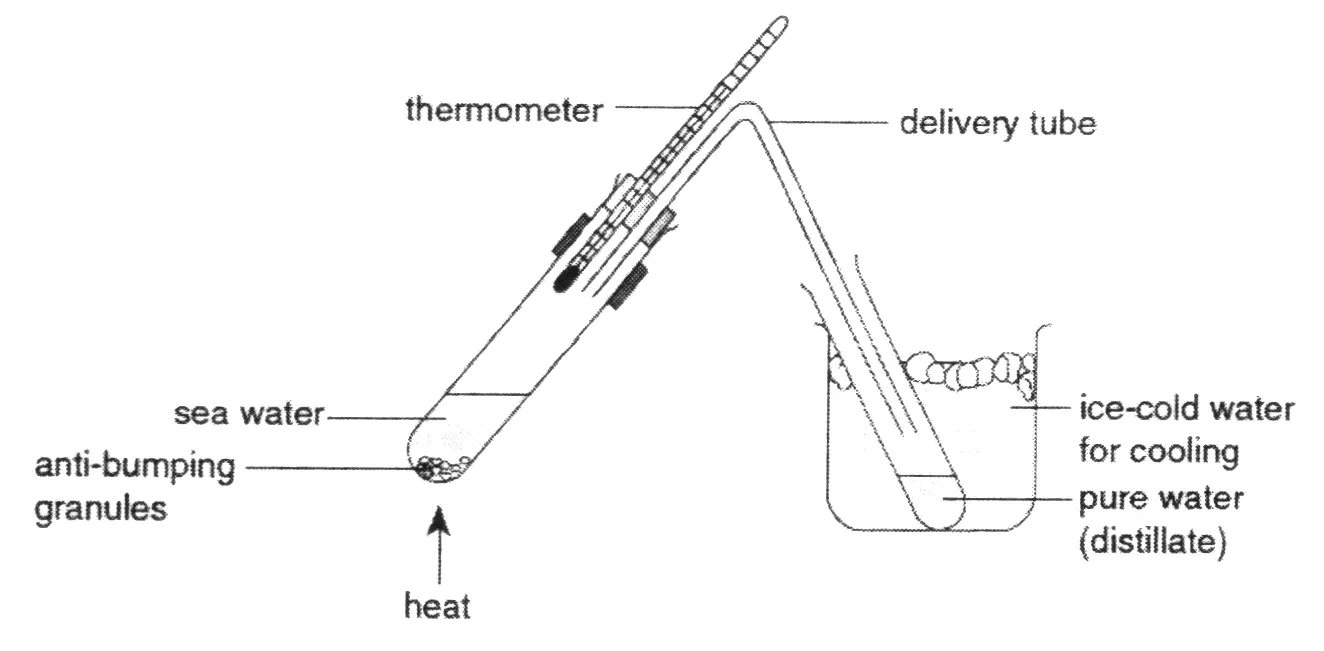 thermometer
delivery tube
sea water
anti-bumping
granules
heat
ice-cold water
for cooling
pure water
(distillate)